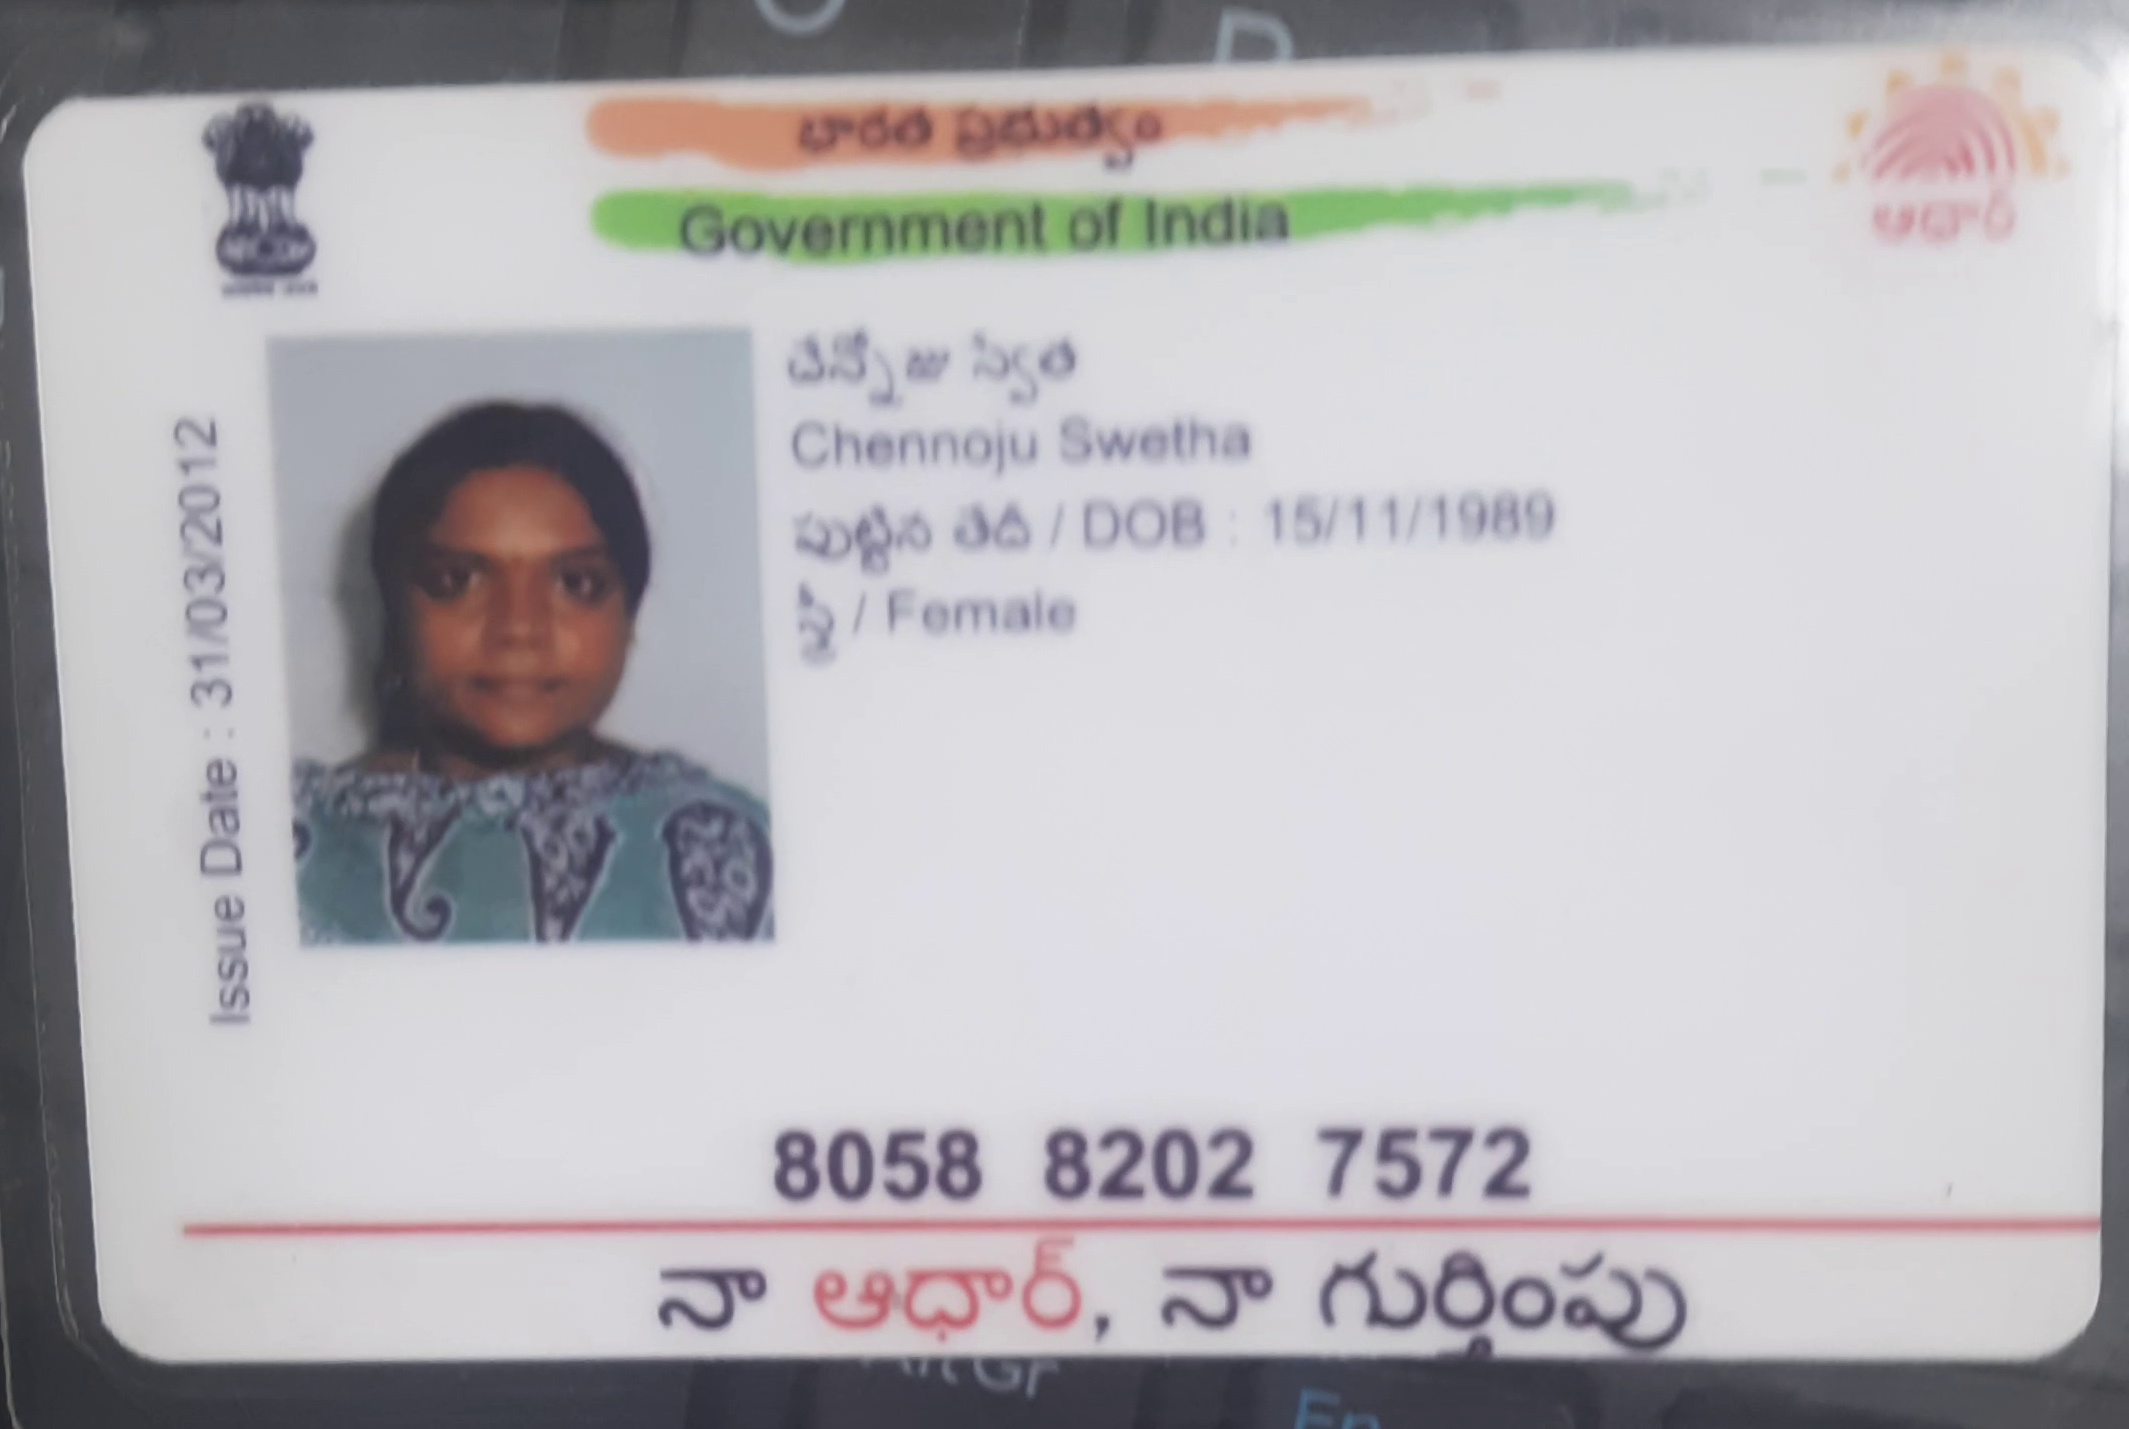 భారత ప్రభుత్వం
Government of India
ఆధార్
చేన్నోజు స్వేత
Chennoju Swetha
పుట్టిన తేదీ / DOB : 15/11/1989
స్త్రీ / Female
Issue Date : 31/03/2012
8058 8202 7572
నా ఆధార్, నా గుర్తింపు